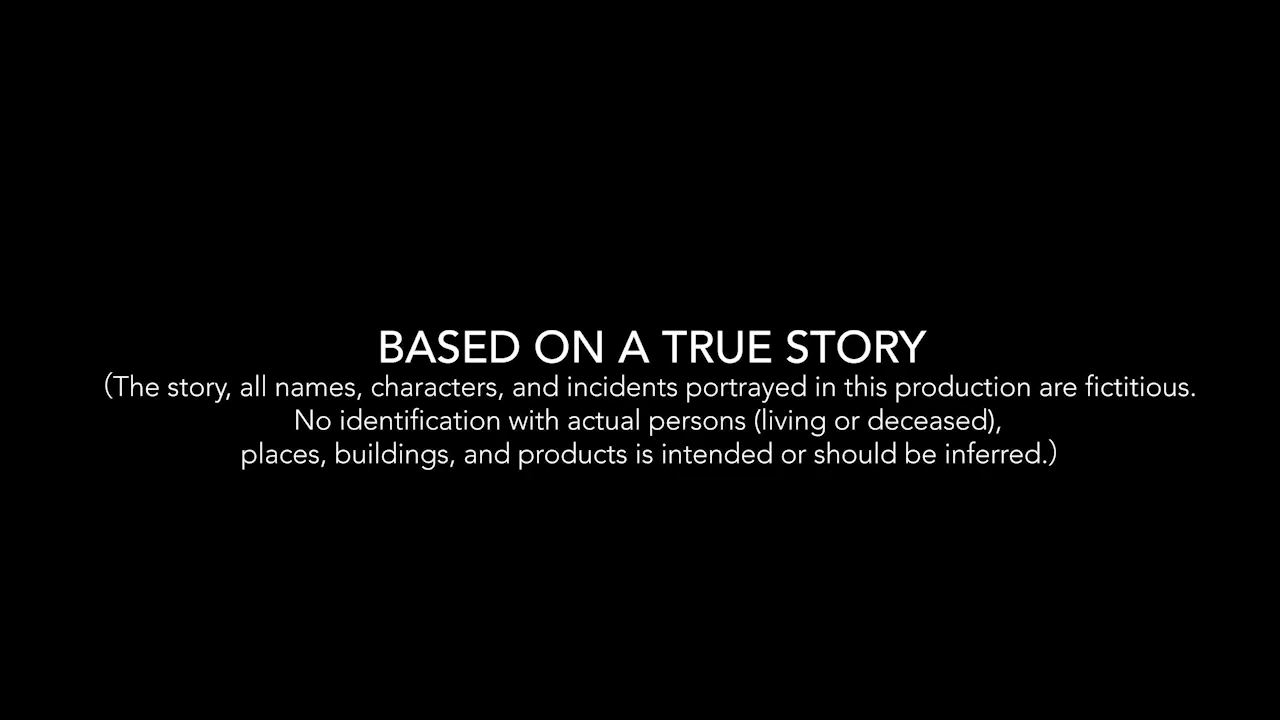 BASED ON A TRUE STORY
(The story, all names, characters, and incidents portrayed in this production are fictitious.
No identification with actual persons (living or deceased),
places, buildings, and products is intended or should be inferred.)